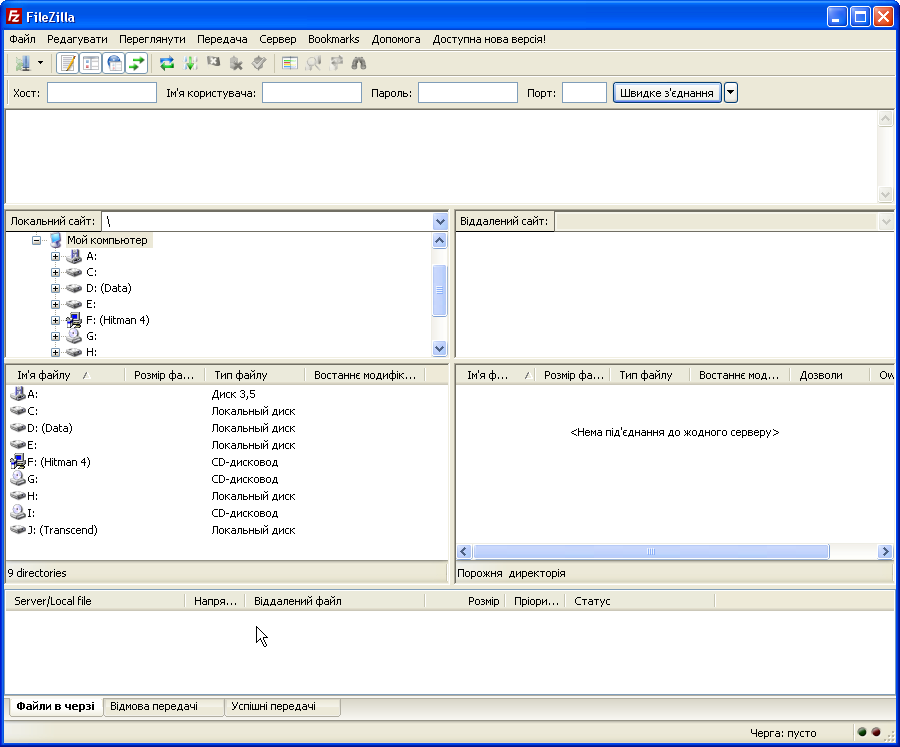 FileZilla
Файл Редагувати Переглянути Передача Сервер Bookmarks Допомога Доступна нова версія!
Хост: Ім'я користувача: Пароль: Порт: Швидке з'єднання
Локальний сайт: \ Віддалений сайт:
Мой компьютер
A:
C:
D: (Data)
E:
F: (Hitman 4)
G:
H:
Ім'я файлу Розмір фа... Тип файлу Востаннє модифік...
Ім'я ф... Розмір фа... Тип файлу Востаннє мод... Дозволи Ow
A: Диск 3,5
C: Локальный диск
D: (Data) Локальный диск
E: Локальный диск
F: (Hitman 4) CD-дисковод
G: CD-дисковод
H: Локальный диск
I: CD-дисковод
J: (Transcend) Локальный диск
<Нема під'єднання до жодного серверу>
9 directories
Порожня директорія
Server/Local file Напря... Віддалений файл Розмір Пріори... Статус
Файли в черзі Відмова передачі Успішні передачі
Черга: пусто